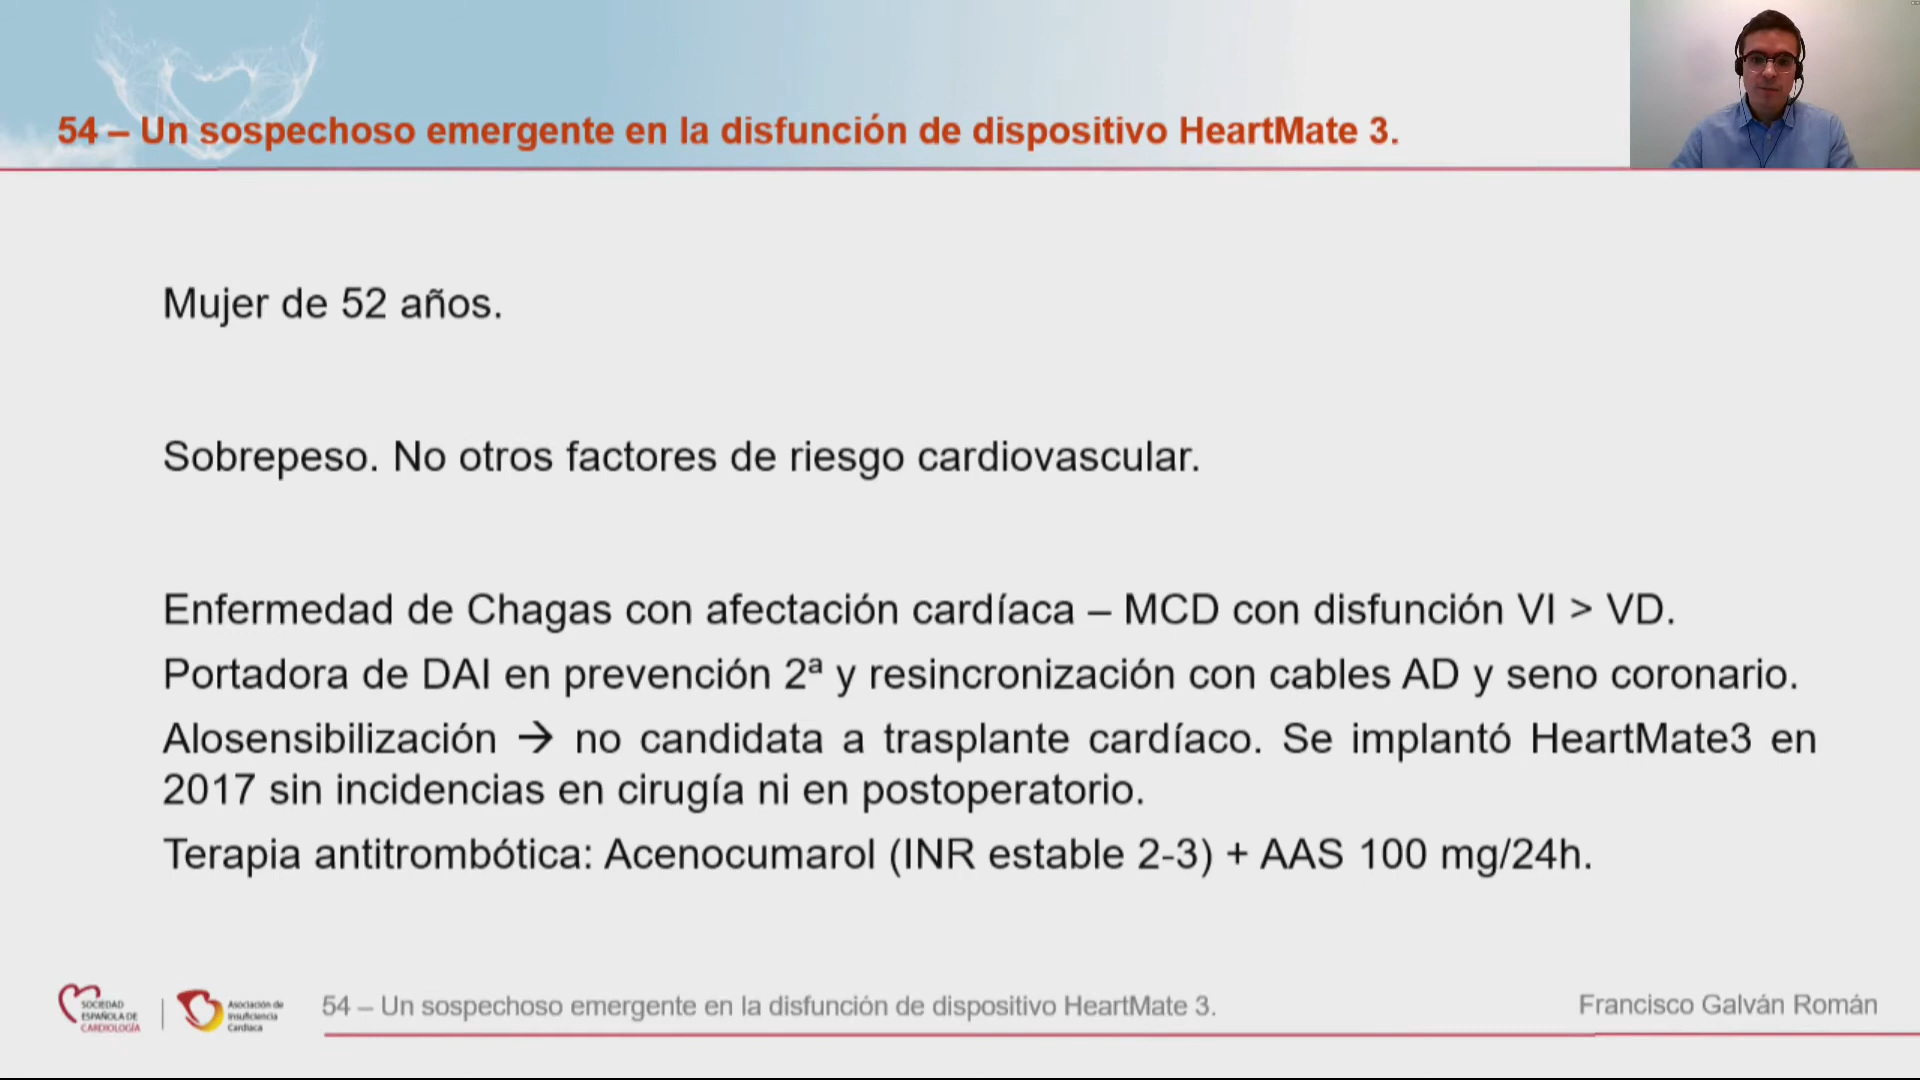 54 – Un sospechoso emergente en la disfunción de dispositivo HeartMate 3.
Mujer de 52 años.
Sobrepeso. No otros factores de riesgo cardiovascular.
Enfermedad de Chagas con afectación cardíaca – MCD con disfunción VI > VD.
Portadora de DAI en prevención 2ª y resincronización con cables AD y seno coronario.
Alosensibilización → no candidata a trasplante cardíaco. Se implantó HeartMate3 en
2017 sin incidencias en cirugía ni en postoperatorio.
Terapia antitrombótica: Acenocumarol (INR estable 2-3) + AAS 100 mg/24h.
SOCIEDAD
ESPAÑOLA DE
CARDIOLOGÍA
Asociación de
Insuficiencia
Cardiaca
54 – Un sospechoso emergente en la disfunción de dispositivo HeartMate 3.
Francisco Galván Román